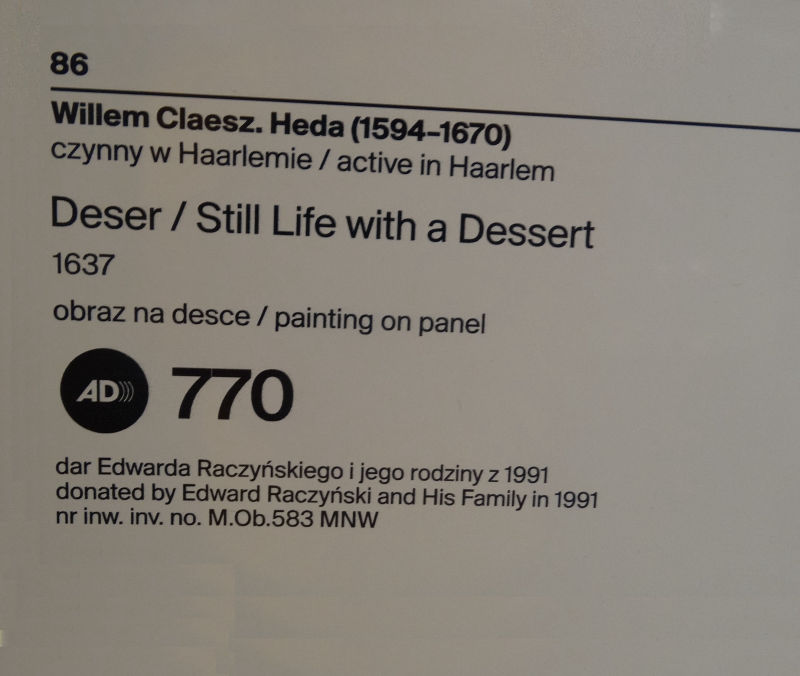 86
Willem Claesz. Heda (1594–1670)
czynny w Haarlemie / active in Haarlem
Deser / Still Life with a Dessert
1637
obraz na desce / painting on panel
AD))) 770
dar Edwarda Raczyńskiego i jego rodziny z 1991
donated by Edward Raczyński and His Family in 1991
nr inw. inv. no. M.Ob.583 MNW